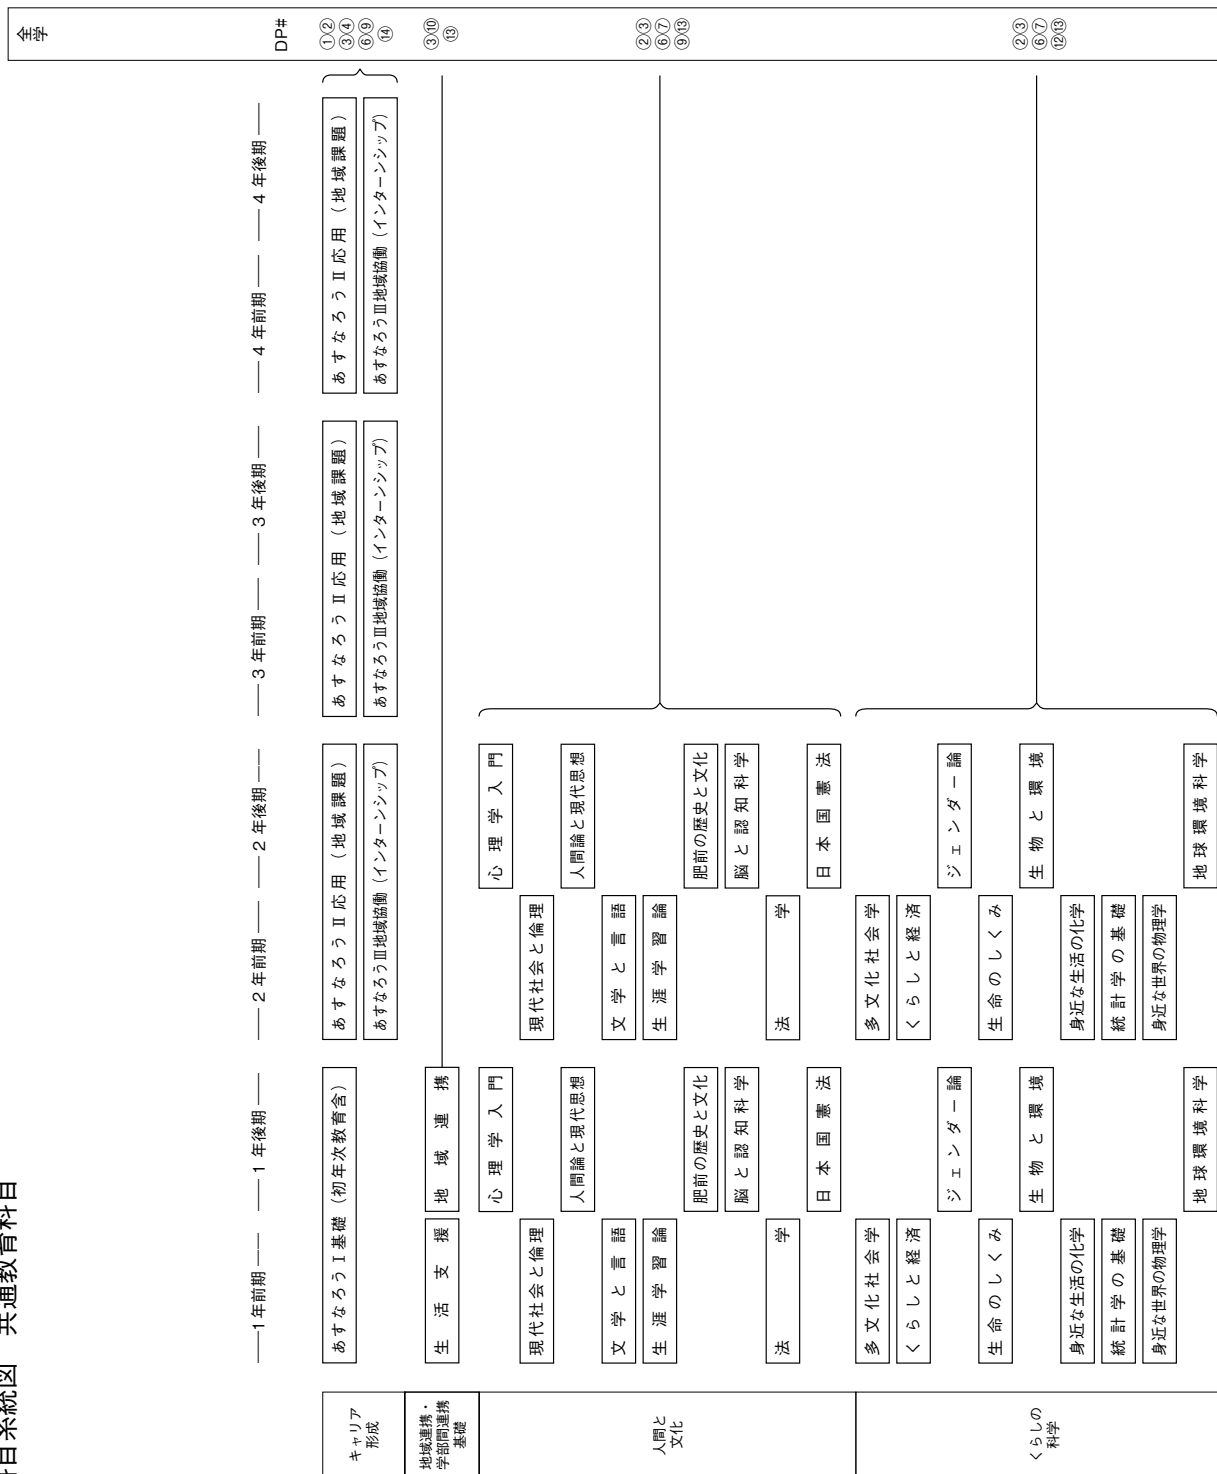 科目系統図　共通教育科目
―1年前期― ―1年後期― ―2年前期― ―2年後期― ―3年前期― ―3年後期― ―4年前期― ―4年後期―
DP#
全学
キャリア
形成
あすなろうⅠ基礎（初年次教育含）
あすなろうⅡ応用（地域課題）
あすなろうⅢ地域協働（インターンシップ）
あすなろうⅡ応用（地域課題）
あすなろうⅢ地域協働（インターンシップ）
あすなろうⅡ応用（地域課題）
あすなろうⅢ地域協働（インターンシップ）
①②
③④
⑥⑨
⑭
地域連携・
学部間連携
基礎
生活支援
地域連携
③⑩
⑬
人間と
文化
心理学入門
心理学入門
現代社会と倫理
現代社会と倫理
人間論と現代思想
人間論と現代思想
文学と言語
文学と言語
生涯学習論
生涯学習論
肥前の歴史と文化
肥前の歴史と文化
脳と認知科学
脳と認知科学
法学
法学
日本国憲法
日本国憲法
②③
⑥⑦
⑨⑬
くらしの
科学
多文化社会学
多文化社会学
くらしと経済
くらしと経済
ジェンダー論
ジェンダー論
生命のしくみ
生命のしくみ
生物と環境
生物と環境
身近な生活の化学
身近な生活の化学
統計学の基礎
統計学の基礎
身近な世界の物理学
身近な世界の物理学
地球環境科学
地球環境科学
②③
⑥⑦
⑫⑬